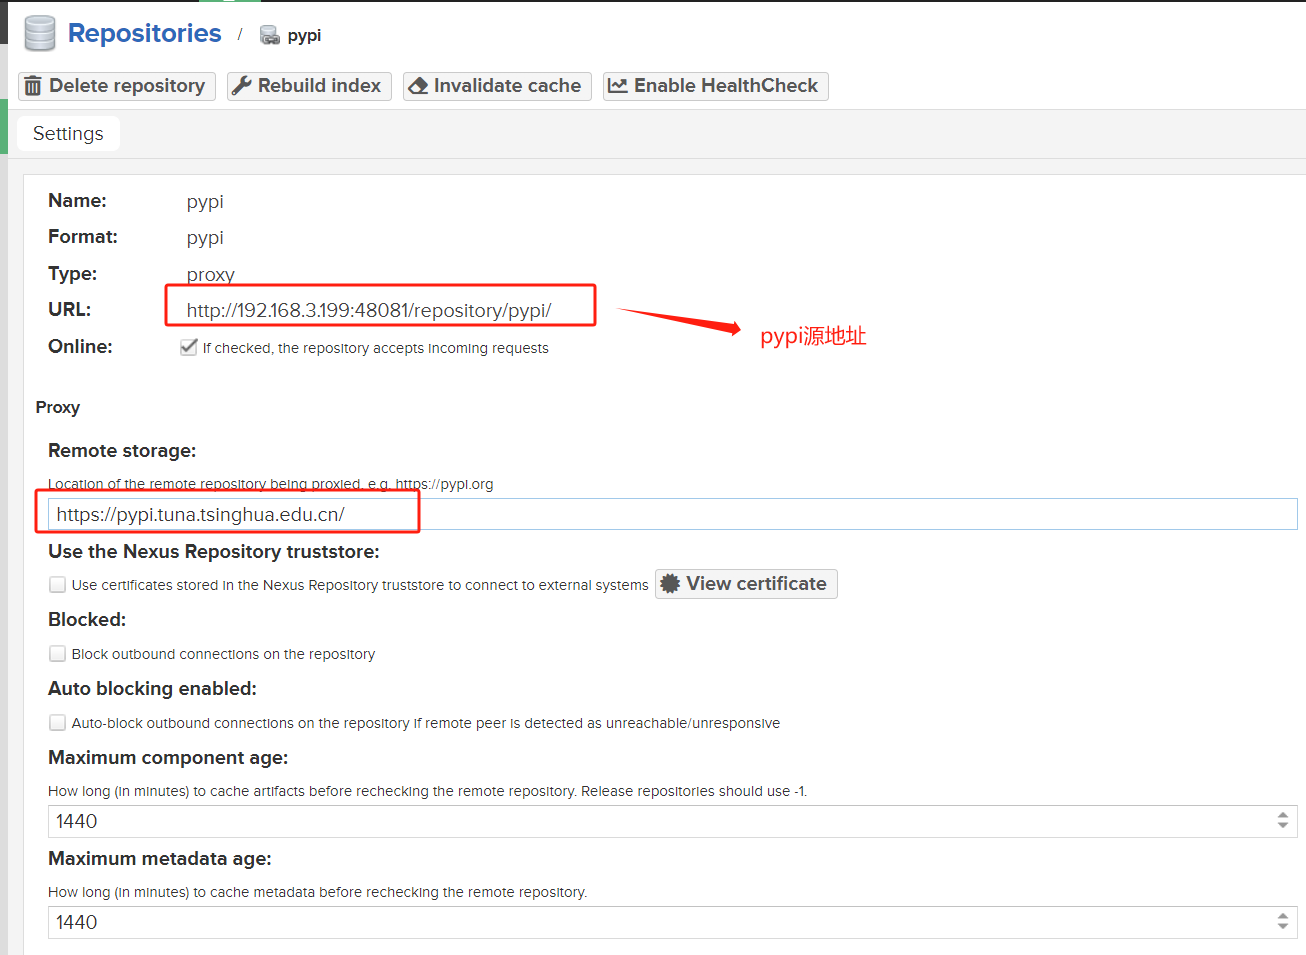 Repositories / pypi
Delete repository Rebuild index Invalidate cache Enable HealthCheck
Settings
Name: pypi
Format: pypi
Type: proxy
URL: http://192.168.3.199:48081/repository/pypi/
pypi源地址
Online: If checked, the repository accepts incoming requests
Proxy
Remote storage:
Location of the remote repository being proxied, e.g. https://pypi.org
https://pypi.tuna.tsinghua.edu.cn/
Use the Nexus Repository truststore:
Use certificates stored in the Nexus Repository truststore to connect to external systems View certificate
Blocked:
Block outbound connections on the repository
Auto blocking enabled:
Auto-block outbound connections on the repository if remote peer is detected as unreachable/unresponsive
Maximum component age:
How long (in minutes) to cache artifacts before rechecking the remote repository. Release repositories should use -1.
1440
Maximum metadata age:
How long (in minutes) to cache metadata before rechecking the remote repository.
1440